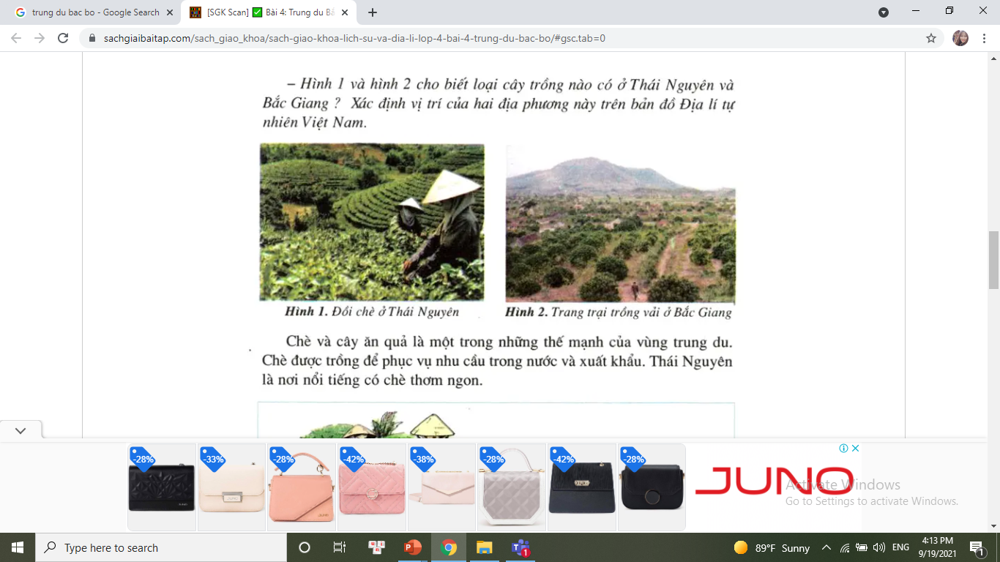 trung du bac bo - Google Search
[SGK Scan] ✅ Bài 4: Trung du Bắ
sachgiaibaitap.com/sach_giao_khoa/sach-giao-khoa-lich-su-va-dia-li-lop-4-bai-4-trung-du-bac-bo/#gsc.tab=0
– Hình 1 và hình 2 cho biết loại cây trồng nào có ở Thái Nguyên và
Bắc Giang ? Xác định vị trí của hai địa phương này trên bản đồ Địa lí tự
nhiên Việt Nam.
Hình 1. Đồi chè ở Thái Nguyên
Hình 2. Trang trại trồng vải ở Bắc Giang
Chè và cây ăn quả là một trong những thế mạnh của vùng trung du.
Chè được trồng để phục vụ nhu cầu trong nước và xuất khẩu. Thái Nguyên
là nơi nổi tiếng có chè thơm ngon.
-28%
-33%
-28%
-42%
-38%
-28%
-42%
-28%
JUNO
Activate Windows
Go to Settings to activate Windows.
Type here to search
1
89°F Sunny
ENG
4:13 PM
9/19/2021
1